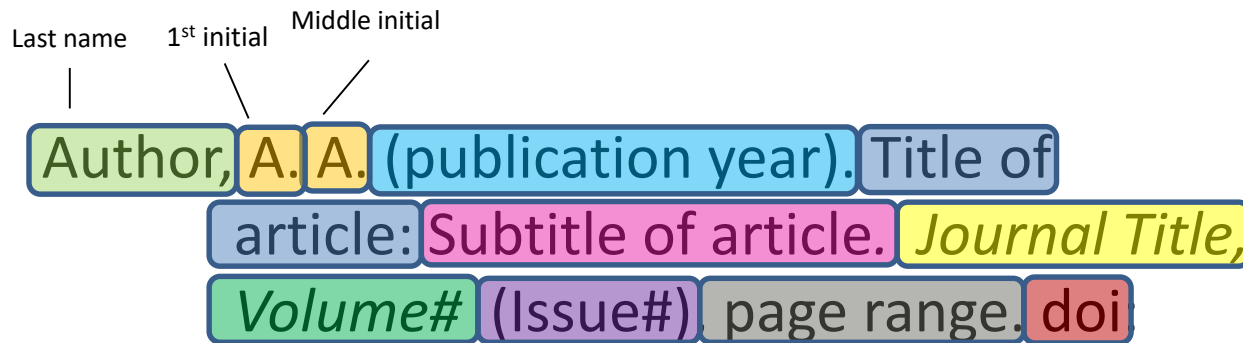 Middle initial
Last name 1st initial
Author, A. A. (publication year). Title of
article: Subtitle of article. Journal Title,
Volume# (Issue#), page range. doi: